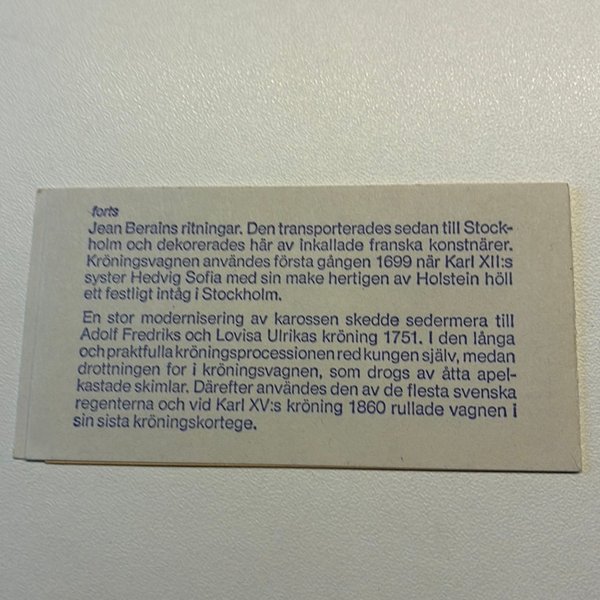 forts
Jean Berains ritningar. Den transporterades sedan till Stock-
holm och dekorerades här av inkallade franska konstnärer.
Kröningsvagnen användes första gången 1699 när Karl XII:s
syster Hedvig Sofia med sin make hertigen av Holstein höll
ett festligt intåg i Stockholm.
En stor modernisering av karossen skedde sedermera till
Adolf Fredriks och Lovisa Ulrikas kröning 1751. I den långa
och praktfulla kröningsprocessionen red kungen själv, medan
drottningen for i kröningsvagnen, som drogs av åtta apel-
kastade skimlar. Därefter användes den av de flesta svenska
regenterna och vid Karl XV:s kröning 1860 rullade vagnen i
sin sista kröningskortege.